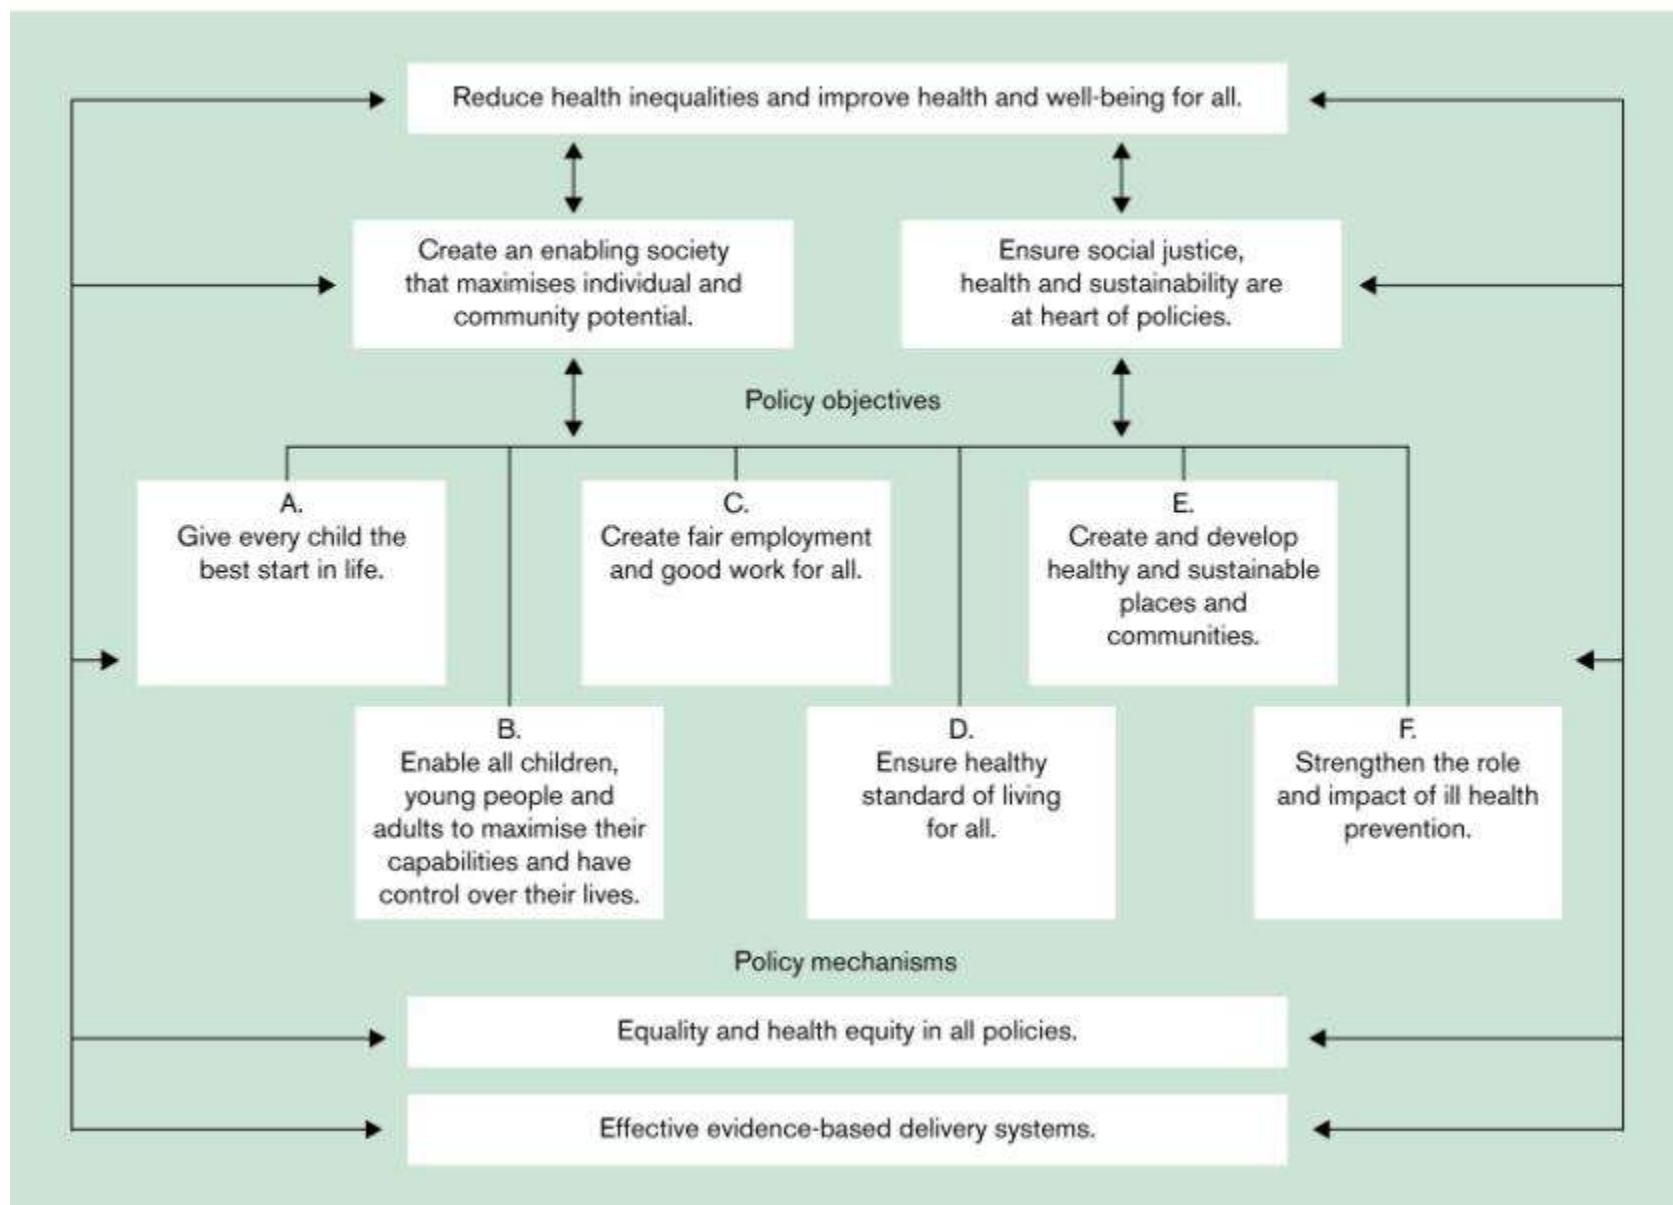 Reduce health inequalities and improve health and well-being for all.
Create an enabling society
that maximises individual and
community potential.
Ensure social justice,
health and sustainability are
at heart of policies.
Policy objectives
A.
Give every child the
best start in life.
C.
Create fair employment
and good work for all.
E.
Create and develop
healthy and sustainable
places and
communities.
B.
Enable all children,
young people and
adults to maximise their
capabilities and have
control over their lives.
D.
Ensure healthy
standard of living
for all.
F.
Strengthen the role
and impact of ill health
prevention.
Policy mechanisms
Equality and health equity in all policies.
Effective evidence-based delivery systems.